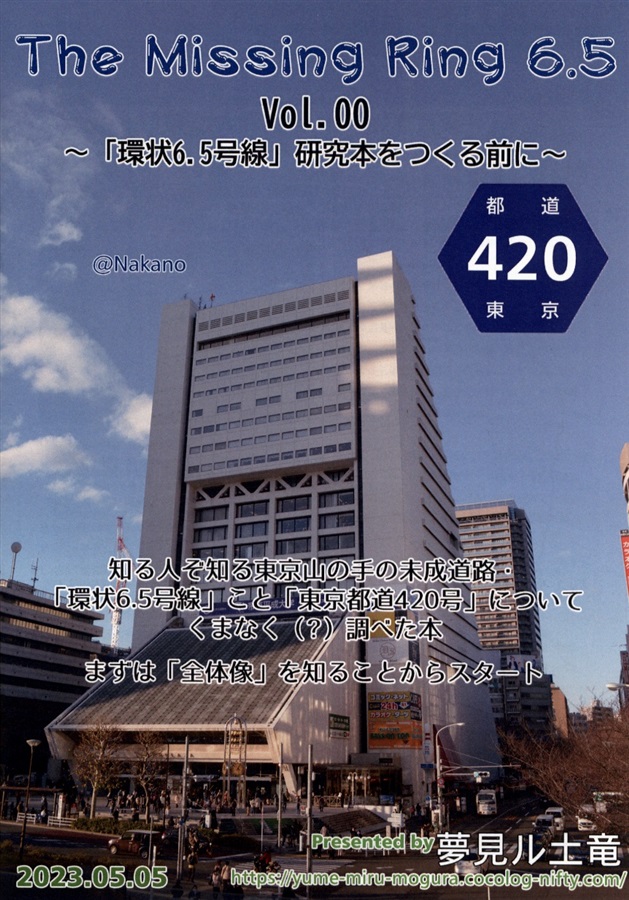 The Missing Ring 6.5
Vol.00
～「環状6.5号線」研究本をつくる前に～
都道
420
東京
@Nakano
知る人ぞ知る東京山の手の未成道路・
「環状6.5号線」こと「東京都道420号」について
くまなく（？）調べた本
まずは「全体像」を知ることからスタート
Presented by 夢見ル土竜
2023.05.05
https://yume-miru-mogura.cocolog-nifty.com/